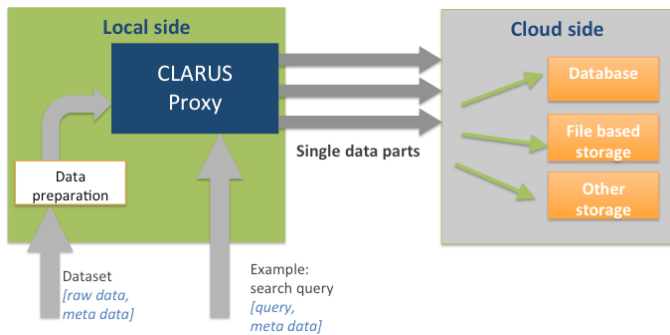 Local side
CLARUS
Proxy
Data
preparation
Dataset
[raw data,
meta data]
Example:
search query
[query,
meta data]
Single data parts
Cloud side
Database
File based
storage
Other
storage